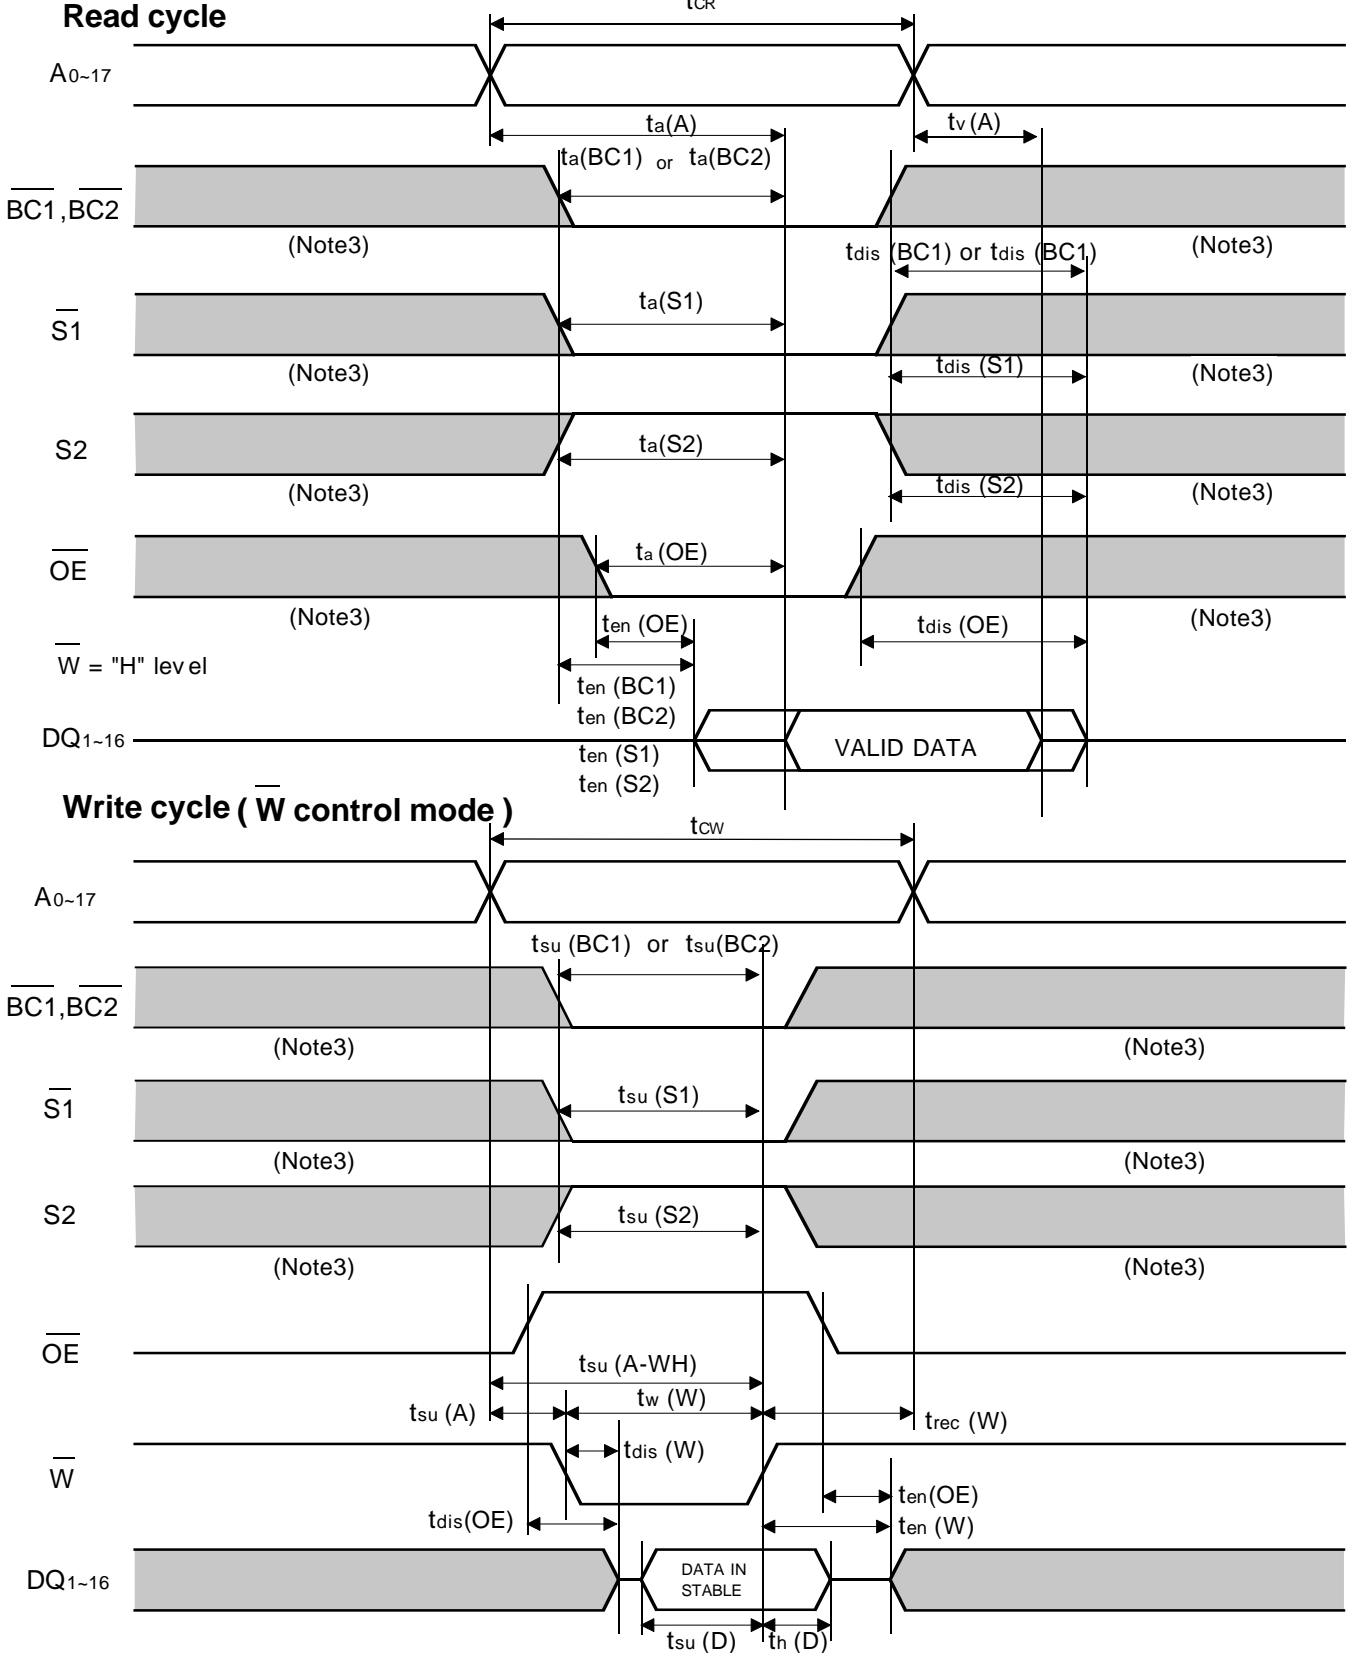 Read cycle
tCR
A0~17
ta(A)
tv (A)
ta(BC1) or ta(BC2)
BC1,BC2
(Note3)
(Note3)
tdis (BC1) or tdis (BC1)
S1
ta(S1)
(Note3)
tdis (S1)
(Note3)
S2
ta(S2)
(Note3)
tdis (S2)
(Note3)
OE
ta (OE)
(Note3)
ten (OE)
tdis (OE)
(Note3)
W = "H" level
ten (BC1)
ten (BC2)
DQ1~16
VALID DATA
ten (S1)
ten (S2)
Write cycle ( W control mode )
tCW
A0~17
tsu (BC1) or tsu(BC2)
BC1,BC2
(Note3)
(Note3)
S1
tsu (S1)
(Note3)
(Note3)
S2
tsu (S2)
(Note3)
(Note3)
OE
tsu (A-WH)
tsu (A)
tw (W)
trec (W)
W
tdis (W)
tdis(OE)
ten(OE)
ten (W)
DQ1~16
DATA IN
STABLE
tsu (D)
th (D)